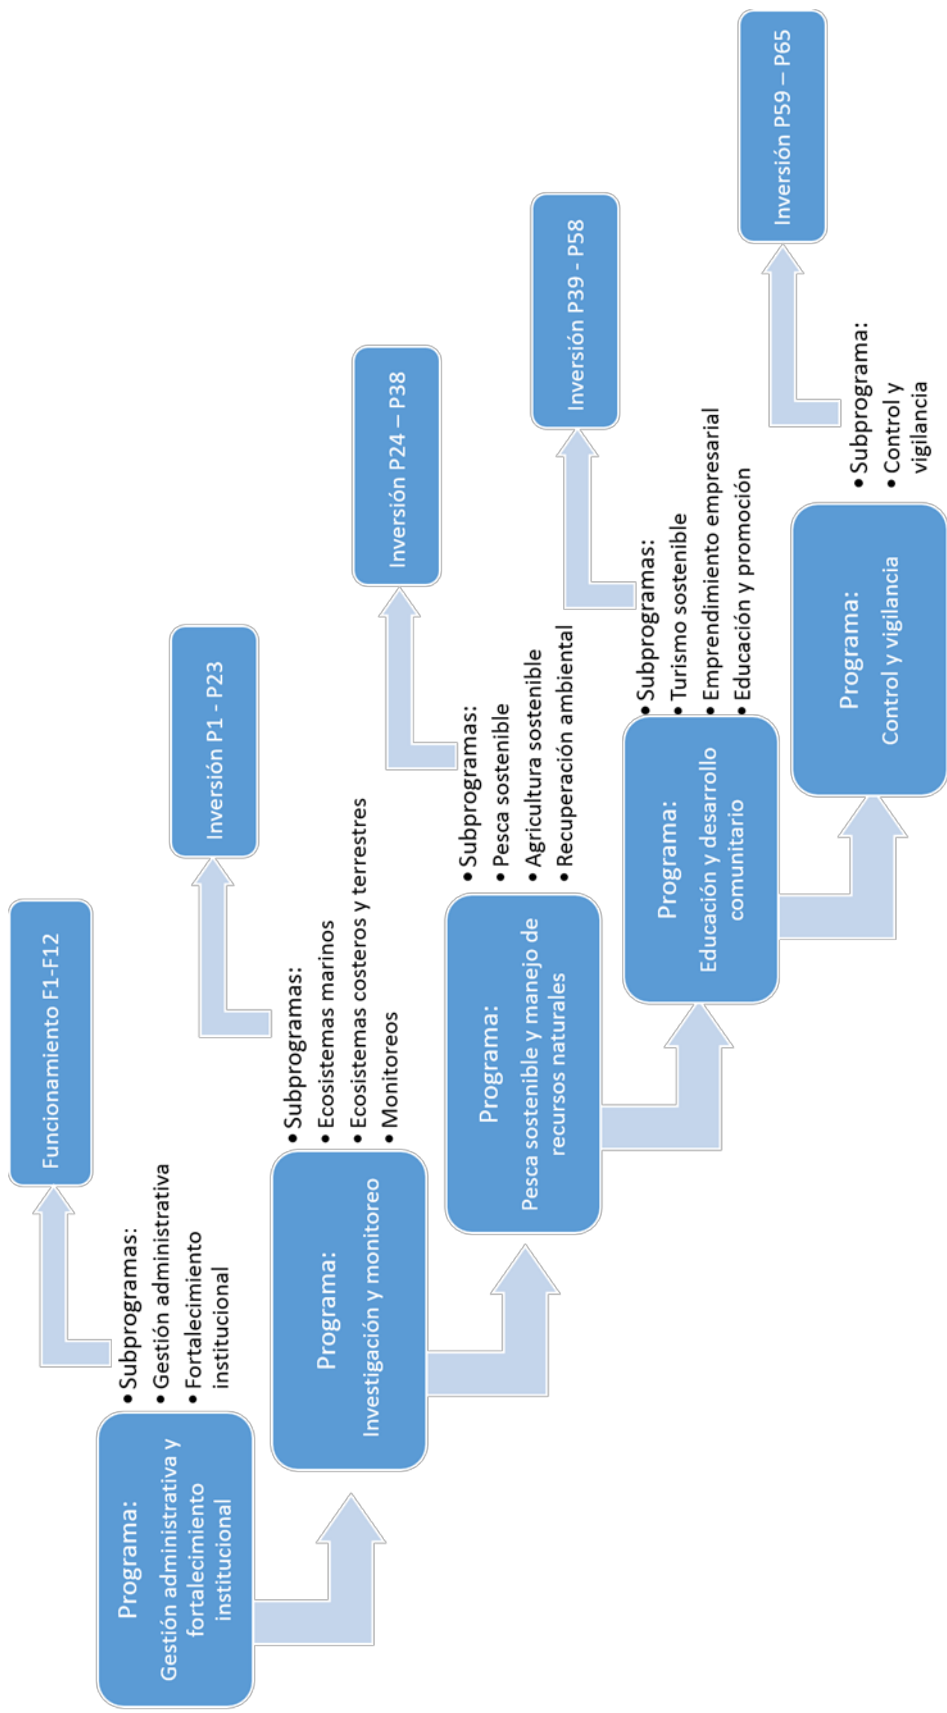 Programa:
Gestión administrativa y
fortalecimiento
institucional
• Subprogramas:
• Gestión administrativa
• Fortalecimiento
institucional
Funcionamiento F1-F12
Programa:
Investigación y monitoreo
• Subprogramas:
• Ecosistemas marinos
• Ecosistemas costeros y terrestres
• Monitoreos
Inversión P1 - P23
Programa:
Pesca sostenible y manejo de
recursos naturales
• Subprogramas:
• Pesca sostenible
• Agricultura sostenible
• Recuperación ambiental
Inversión P24 – P38
Programa:
Educación y desarrollo
comunitario
• Subprogramas:
• Turismo sostenible
• Emprendimiento empresarial
• Educación y promoción
Inversión P39 - P58
Programa:
Control y vigilancia
• Subprograma:
• Control y
vigilancia
Inversión P59 – P65